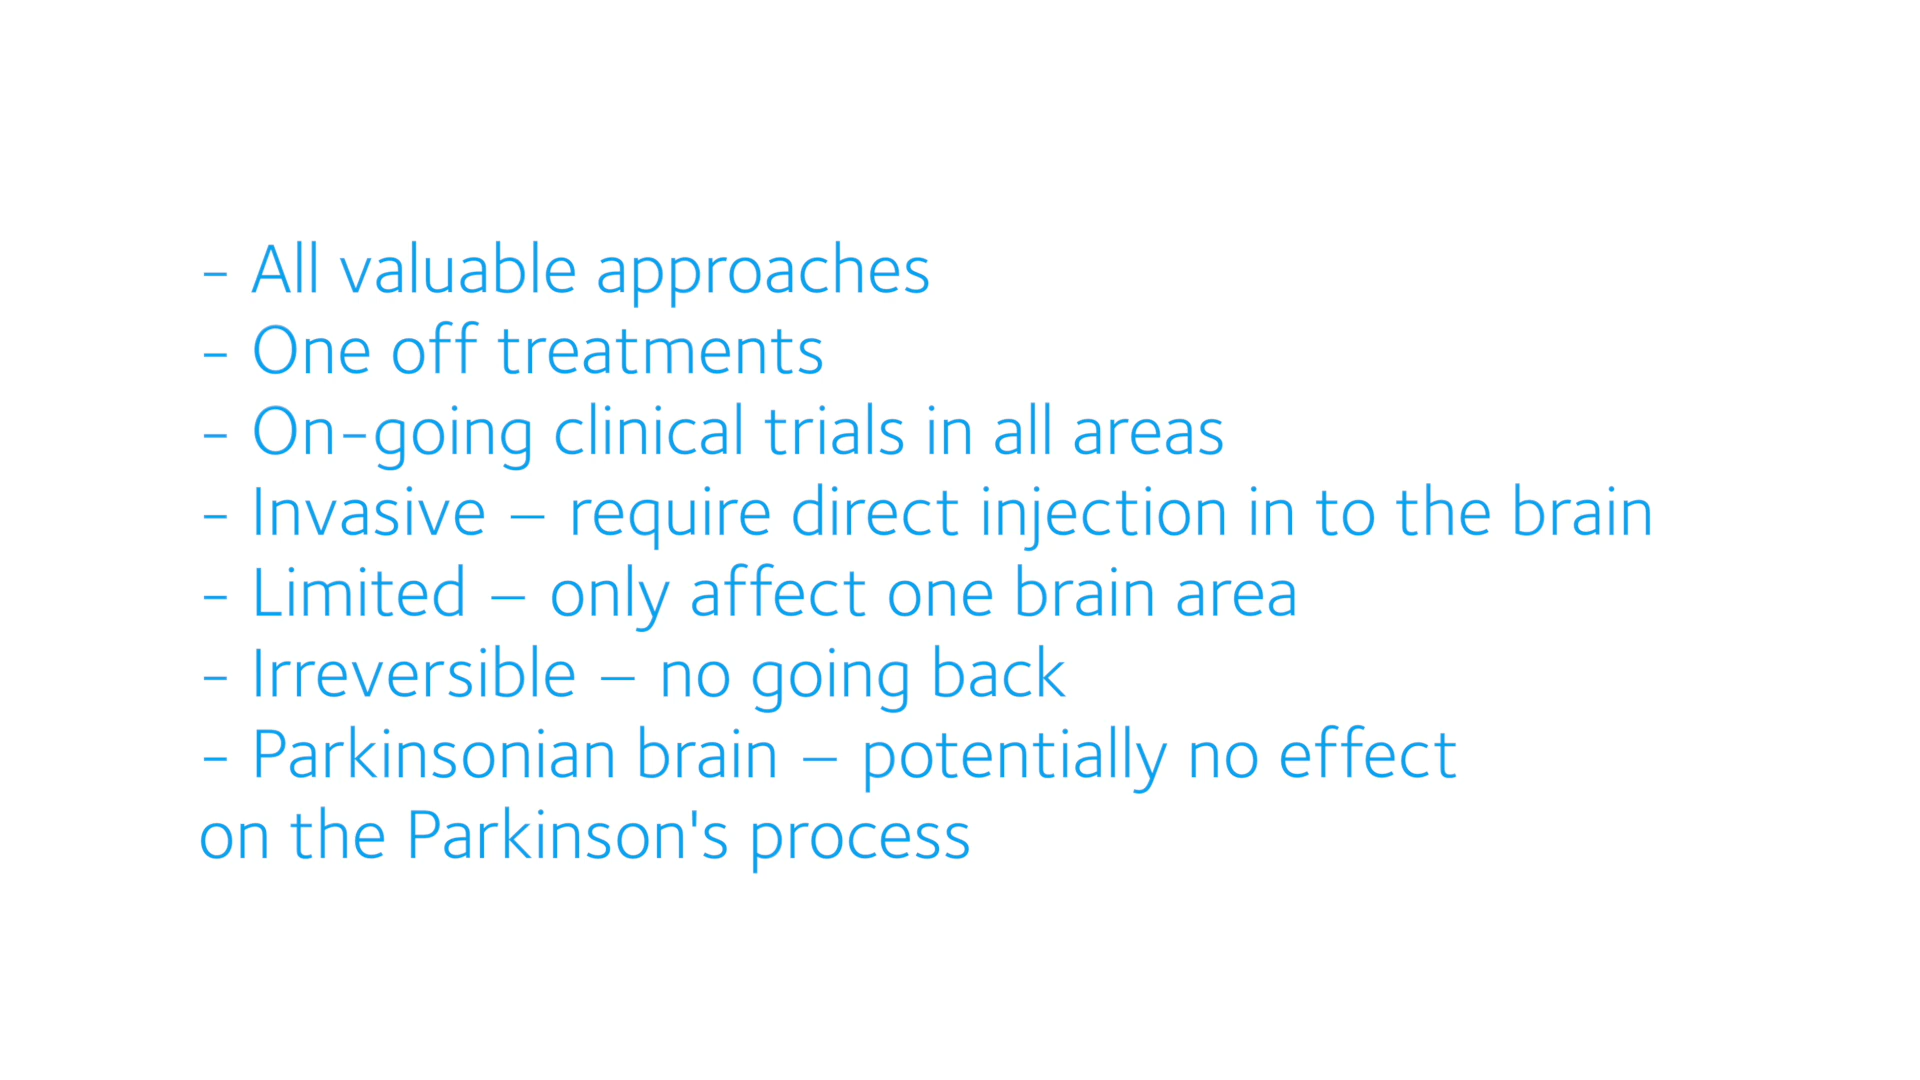 - All valuable approaches
- One off treatments
- On-going clinical trials in all areas
- Invasive – require direct injection in to the brain
- Limited – only affect one brain area
- Irreversible – no going back
- Parkinsonian brain – potentially no effect
on the Parkinson's process